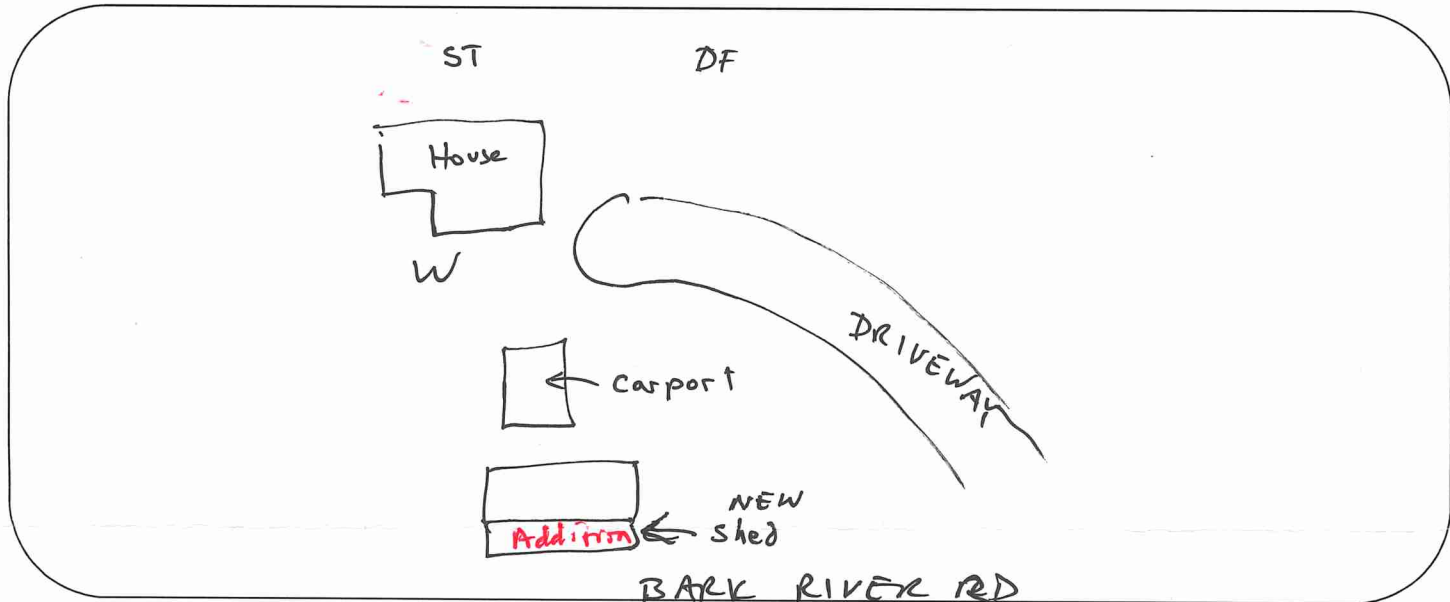 ST DF
House
W
DRIVEWAY
carport
NEW
Addition shed
BARK RIVER RD